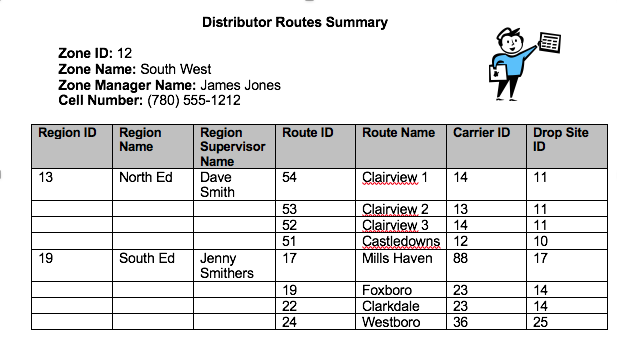 Distributor Routes Summary
Zone ID: 12
Zone Name: South West
Zone Manager Name: James Jones
Cell Number: (780) 555-1212
Region ID Region Name Region Supervisor Name Route ID Route Name Carrier ID Drop Site ID
13 North Ed Dave Smith 54 Clairview 1 14 11
53 Clairview 2 13 11
52 Clairview 3 14 11
51 Castledowns 12 10
19 South Ed Jenny Smithers 17 Mills Haven 88 17
19 Foxboro 23 14
22 Clarkdale 23 14
24 Westboro 36 25